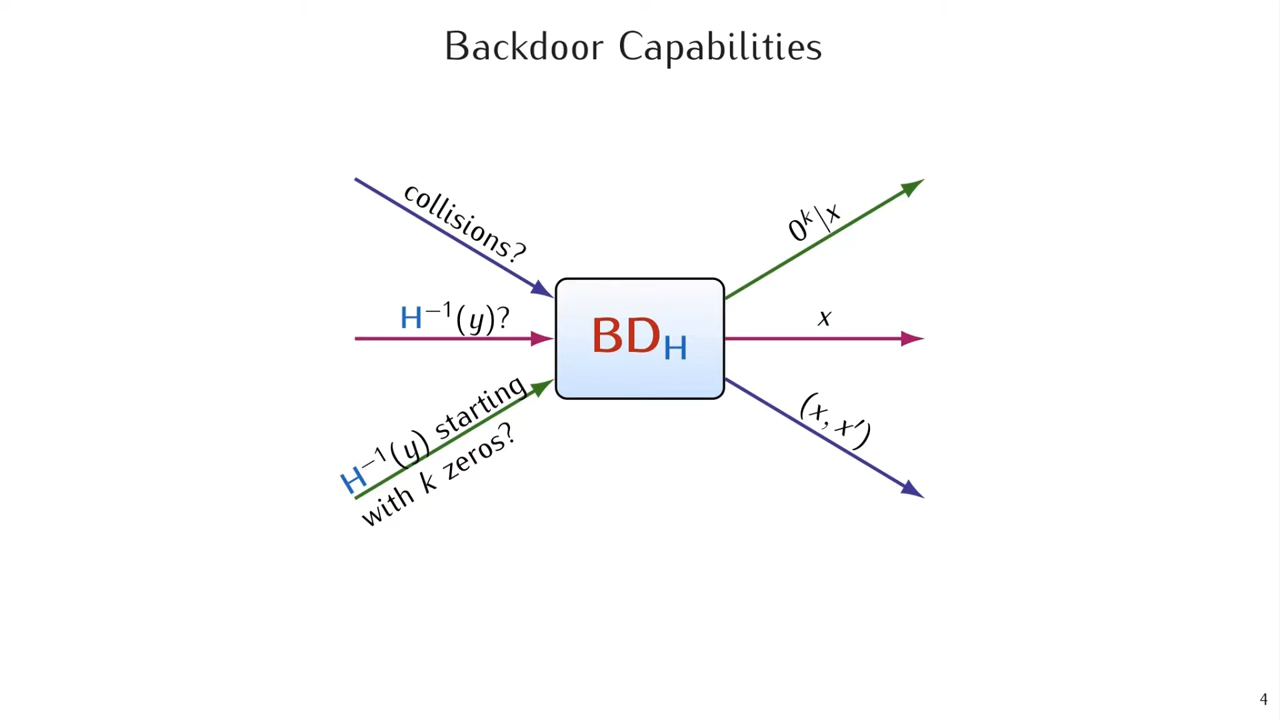 Backdoor Capabilities
collisions?
H⁻¹(y)?
H⁻¹(y) starting
with k zeros?
BD_H
0ᵏ|x
x
(x, x′)
4